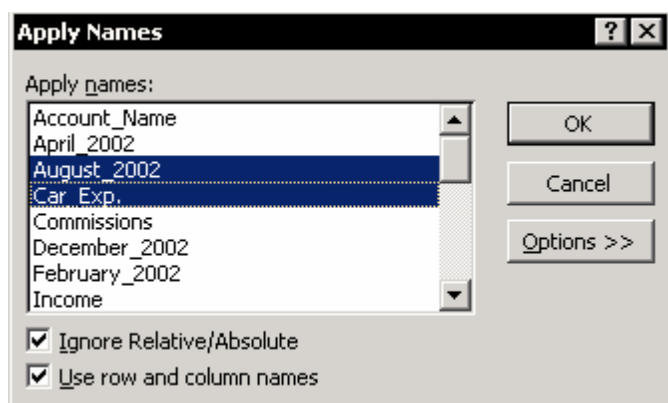 Apply Names
Apply names:
Account_Name
April_2002
August_2002
Car_Exp.
Commissions
December_2002
February_2002
Income
OK
Cancel
Options >>
Ignore Relative/Absolute
Use row and column names